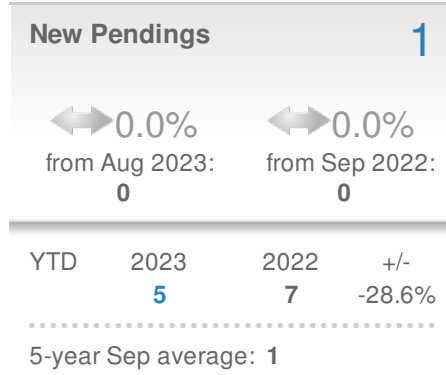 New Pendings 1
0.0% 0.0%
from Aug 2023: from Sep 2022:
0 0
YTD 2023 2022 +/-
5 7 -28.6%
5-year Sep average: 1